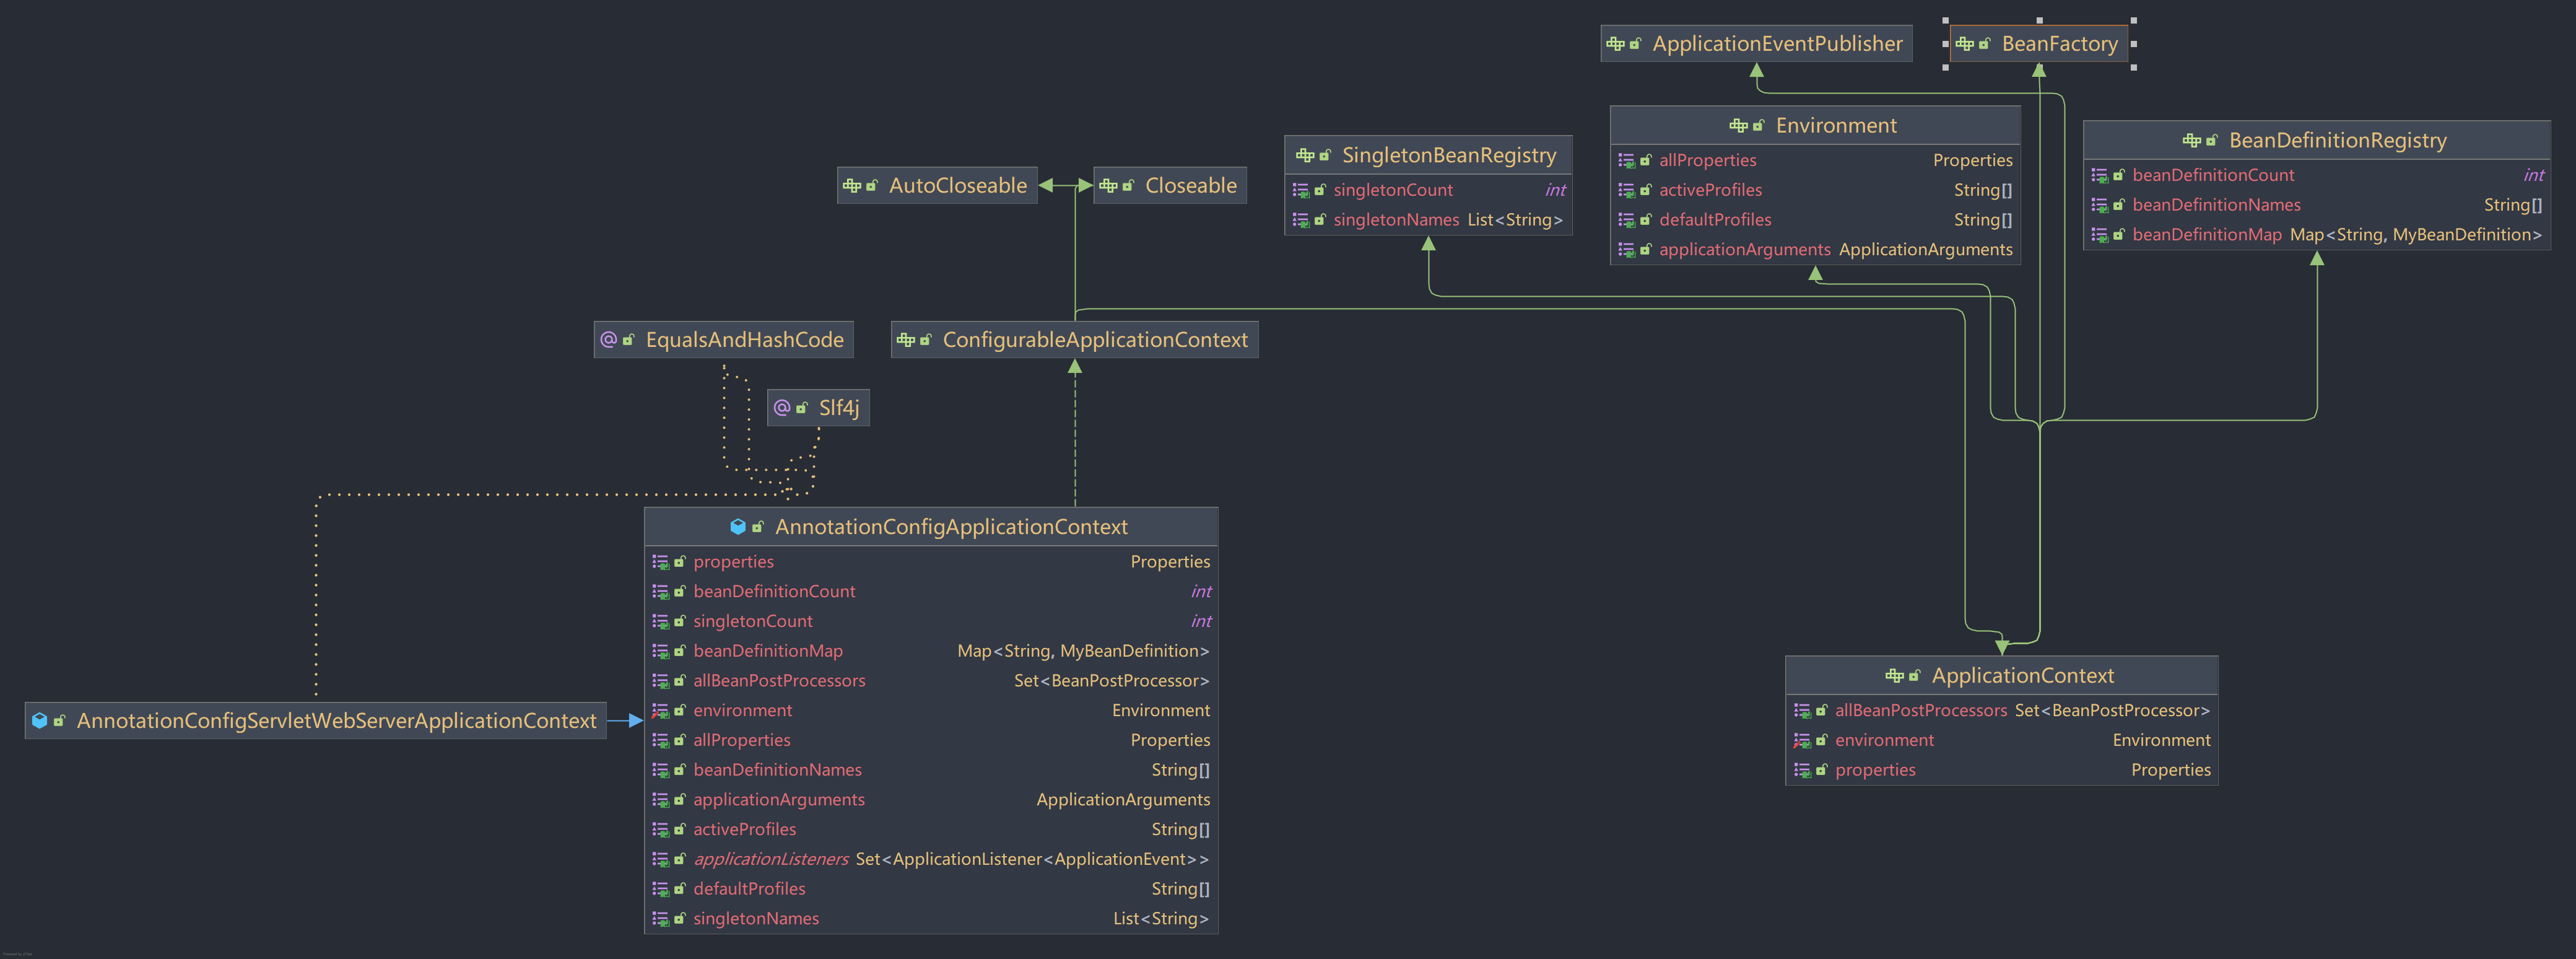 ApplicationEventPublisher
BeanFactory
Environment
allProperties Properties
activeProfiles String[]
defaultProfiles String[]
applicationArguments ApplicationArguments
BeanDefinitionRegistry
beanDefinitionCount int
beanDefinitionNames String[]
beanDefinitionMap Map<String, MyBeanDefinition>
SingletonBeanRegistry
singletonCount int
singletonNames List<String>
AutoCloseable
Closeable
EqualsAndHashCode
ConfigurableApplicationContext
Slf4j
AnnotationConfigApplicationContext
properties Properties
beanDefinitionCount int
singletonCount int
beanDefinitionMap Map<String, MyBeanDefinition>
allBeanPostProcessors Set<BeanPostProcessor>
environment Environment
allProperties Properties
beanDefinitionNames String[]
applicationArguments ApplicationArguments
activeProfiles String[]
applicationListeners Set<ApplicationListener<ApplicationEvent>>
defaultProfiles String[]
singletonNames List<String>
AnnotationConfigServletWebServerApplicationContext
ApplicationContext
allBeanPostProcessors Set<BeanPostProcessor>
environment Environment
properties Properties